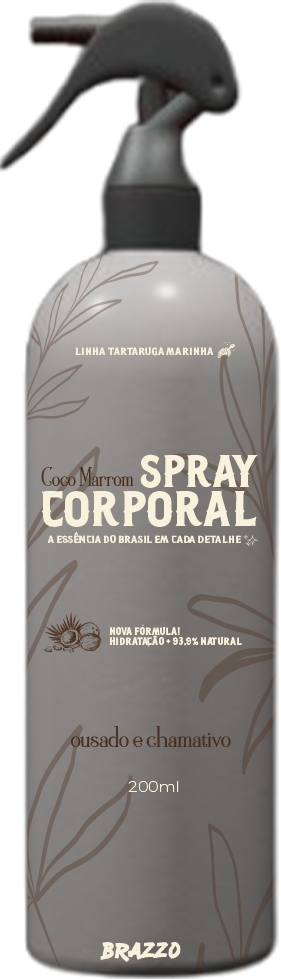 LINHA TARTARUGA MARINHA
Coco Marrom SPRAY
CORPORAL
A ESSÊNCIA DO BRASIL EM CADA DETALHE
NOVA FÓRMULA!
HIDRATAÇÃO + 93,9% NATURAL
ousado e chamativo
200ml
BRAZZO